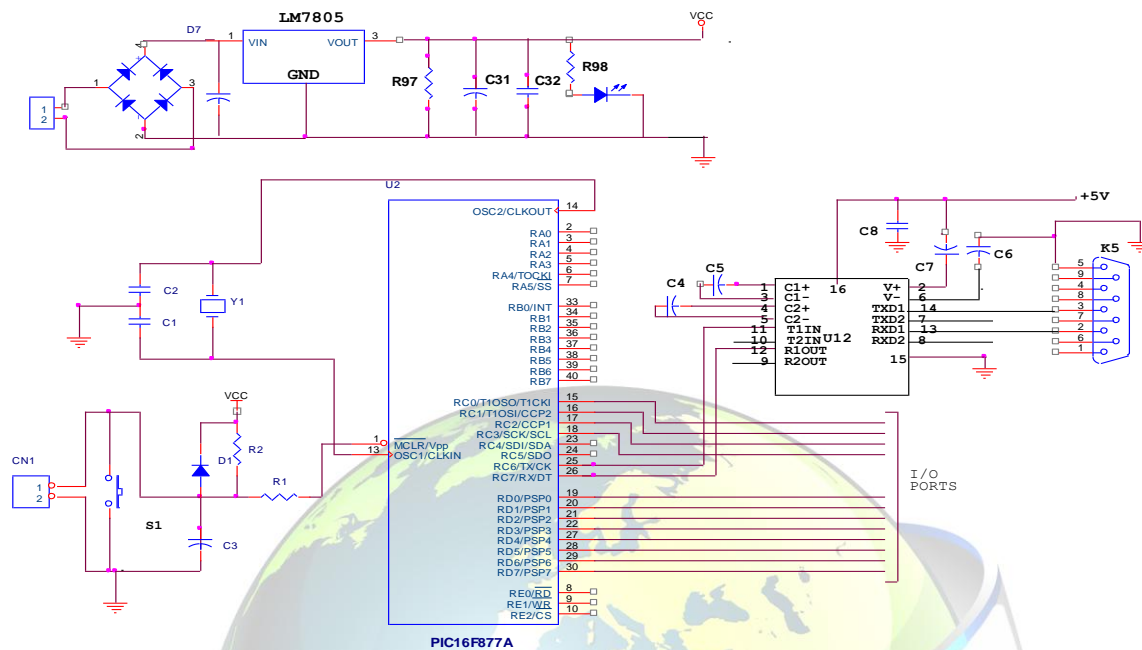 LM7805
D7
VCC
4
1
VIN
VOUT
3
GND
1
3
2
1
2
R97
C31
C32
R98
U2
OSC2/CLKOUT
14
RA0
2
RA1
3
RA2
4
RA3
5
RA4/TOCKI
6
RA5/SS
7
RB0/INT
33
RB1
34
RB2
35
RB3
36
RB4
37
RB5
38
RB6
39
RB7
40
RC0/T1OSO/T1CKI
15
RC1/T1OSI/CCP2
16
RC2/CCP1
17
RC3/SCK/SCL
18
RC4/SDI/SDA
23
RC5/SDO
24
RC6/TX/CK
25
RC7/RX/DT
26
RD0/PSP0
19
RD1/PSP1
20
RD2/PSP2
21
RD3/PSP3
22
RD4/PSP4
27
RD5/PSP5
28
RD6/PSP6
29
RD7/PSP7
30
RE0/RD
8
RE1/WR
9
RE2/CS
10
1
MCLR/Vpp
13
OSC1/CLKIN
PIC16F877A
C2
C1
Y1
VCC
CN1
1
2
S1
D1
R2
R1
C3
+5V
C8
C7
C6
K5
C5
C4
16
1
C1+
3
C1-
4
C2+
5
C2-
11
T1IN
10
T2IN
12
R1OUT
9
R2OUT
U12
V+
2
V-
6
TXD1
14
TXD2
7
RXD1
13
RXD2
8
15
5
9
4
8
3
7
2
6
1
I/O
PORTS